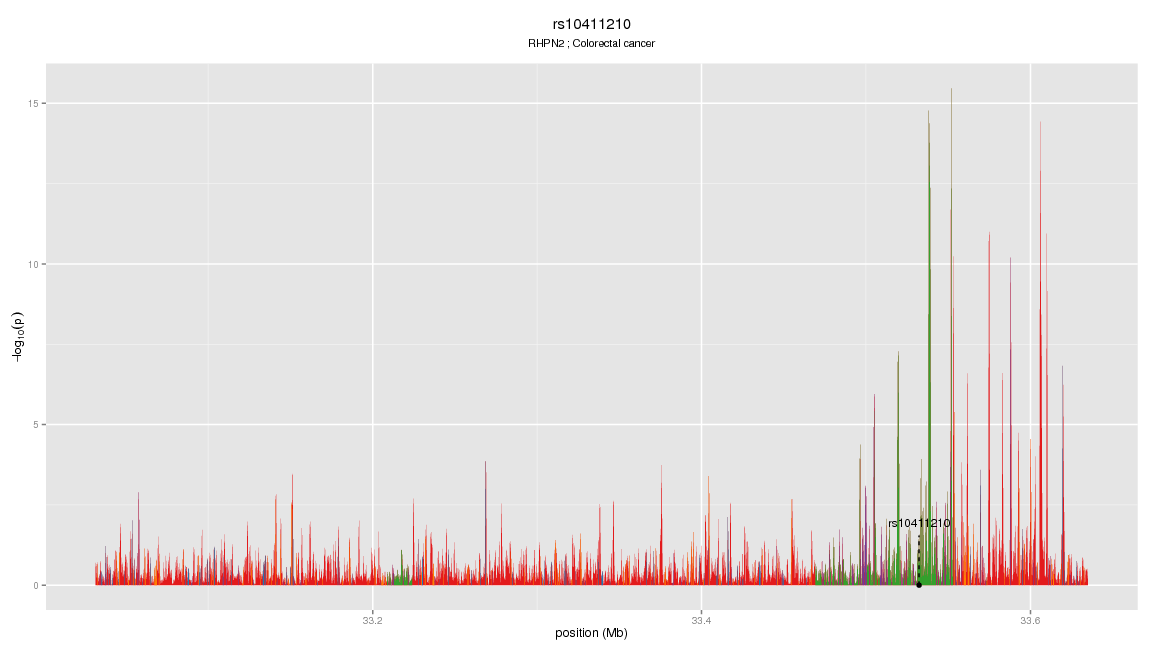 rs10411210
RHPN2 ; Colorectal cancer
15
10
5
0
−log10(p)
rs10411210
33.2
33.4
33.6
position (Mb)